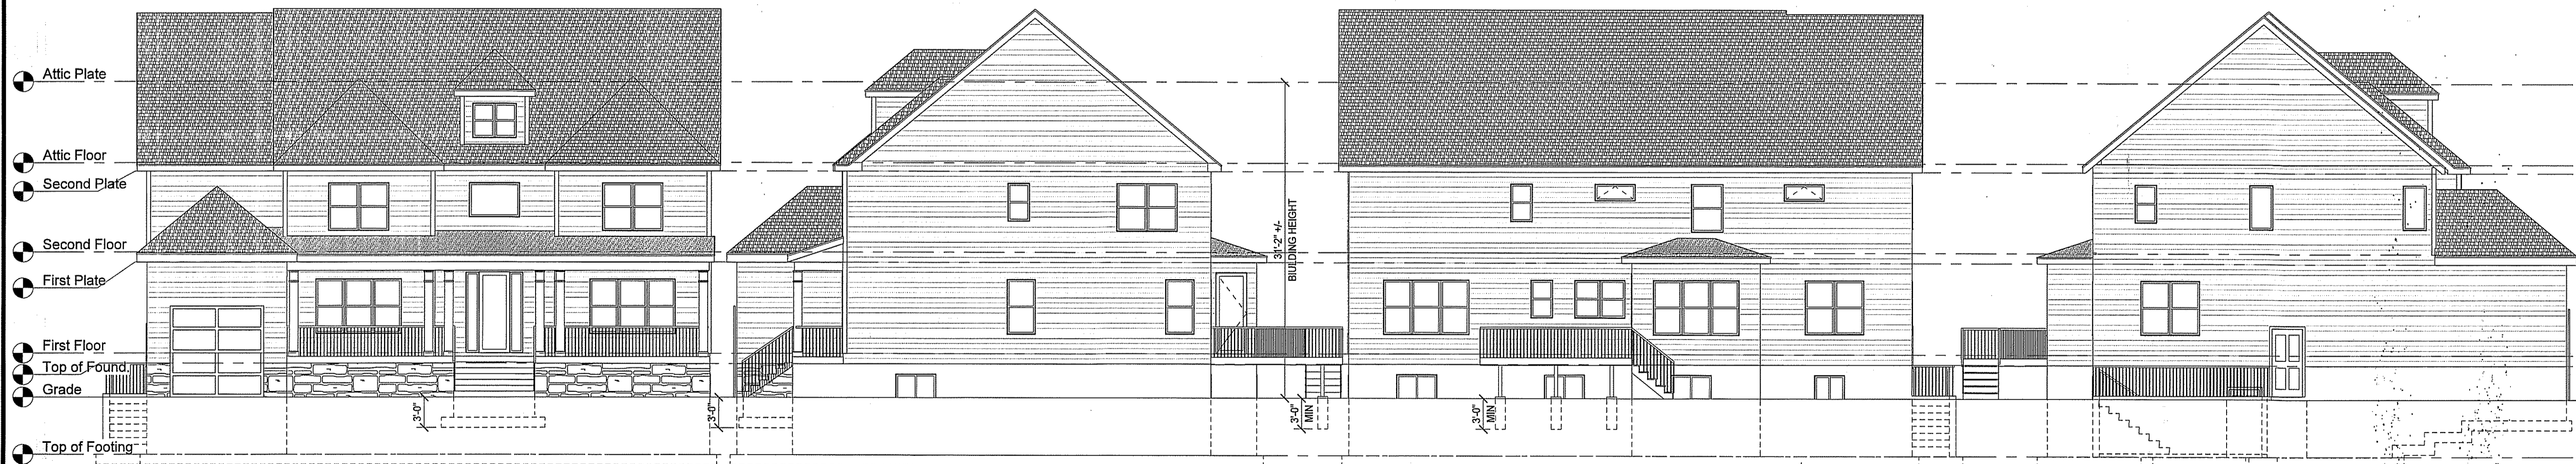 Attic Plate
Attic Floor
Second Plate
Second Floor
First Plate
First Floor
Top of Found.
Grade
Top of Footing
3'-0"
3'-0"
31'-2" +/-
BIULDING HEIGHT
3'-0"
MIN
3'-0"
MIN